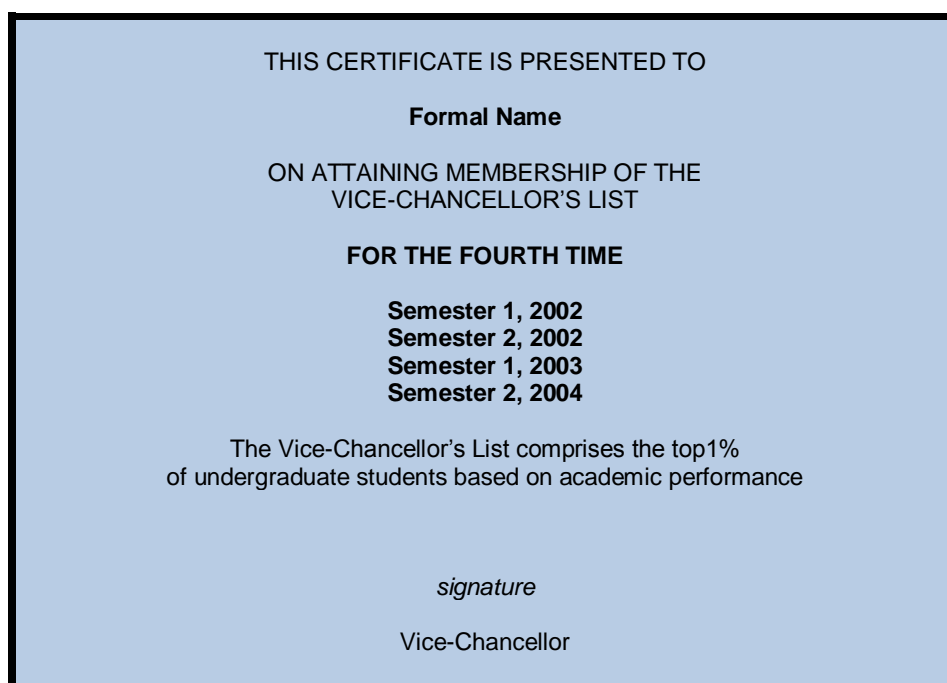 THIS CERTIFICATE IS PRESENTED TO
Formal Name
ON ATTAINING MEMBERSHIP OF THE
VICE-CHANCELLOR’S LIST
FOR THE FOURTH TIME
Semester 1, 2002
Semester 2, 2002
Semester 1, 2003
Semester 2, 2004
The Vice-Chancellor’s List comprises the top1%
of undergraduate students based on academic performance
signature
Vice-Chancellor